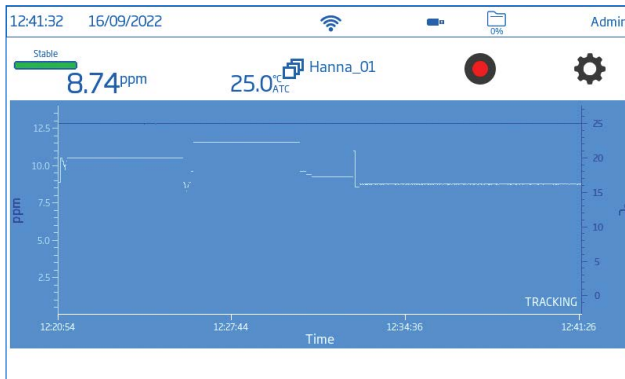 12:41:32 16/09/2022 0% Admin
Stable
8.74ppm 25.0°C ATC Hanna_01
12.5 25
10.0 20
7.5 15
ppm
5.0 10
2.5 5
0
TRACKING
12:20:54 12:27:44 12:34:36 12:41:26
Time